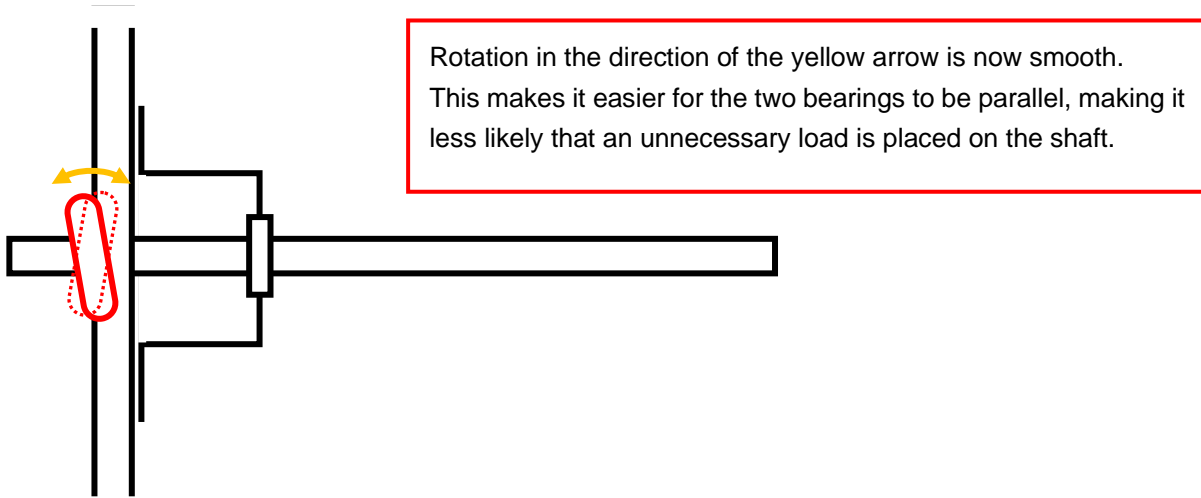 Rotation in the direction of the yellow arrow is now smooth.
This makes it easier for the two bearings to be parallel, making it
less likely that an unnecessary load is placed on the shaft.